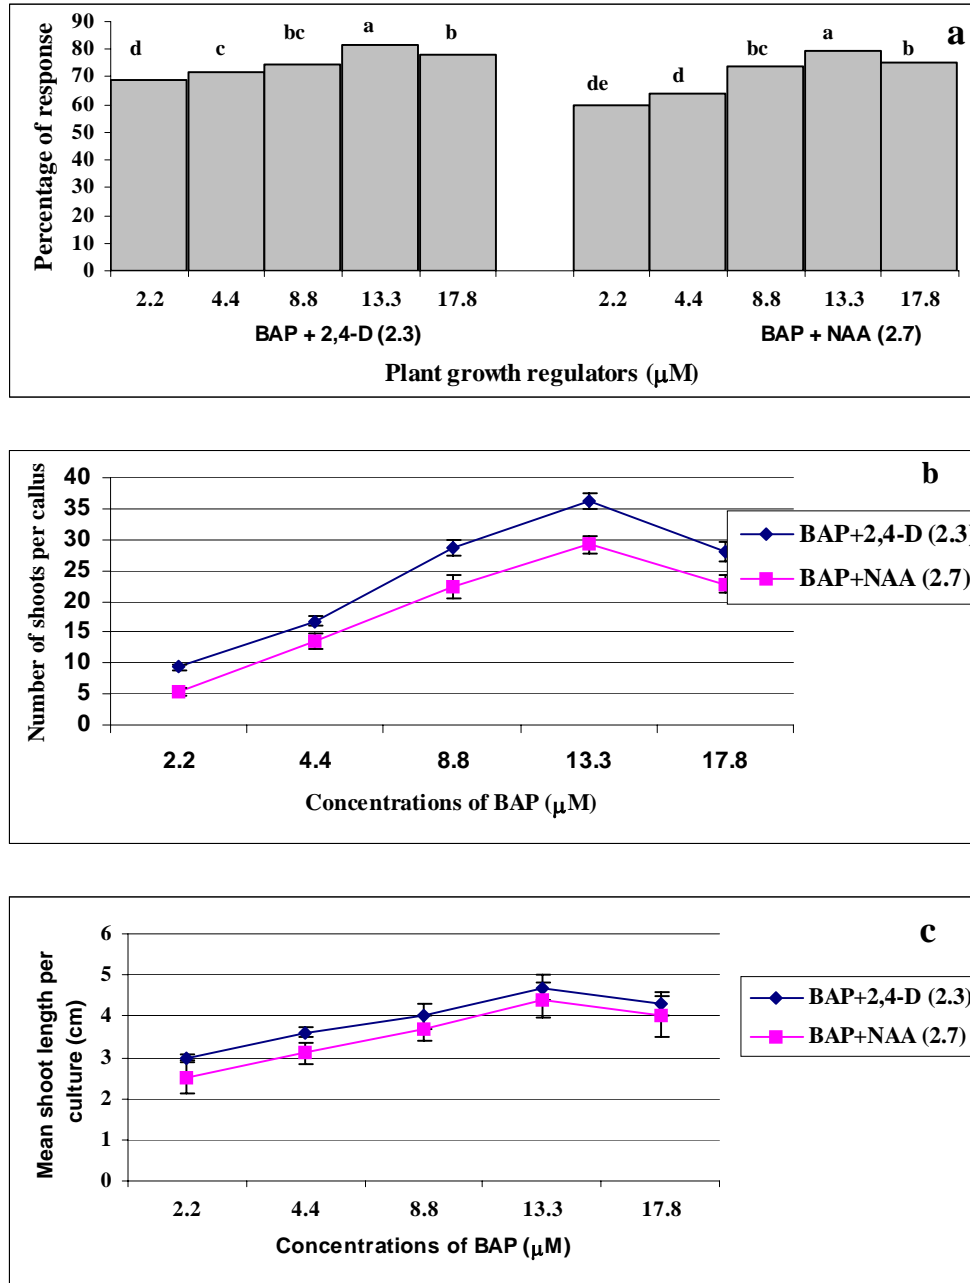 a
90
80
70
60
50
40
30
20
10
0
Percentage of response
d c bc a b de d bc a b
2.2 4.4 8.8 13.3 17.8 2.2 4.4 8.8 13.3 17.8
BAP + 2,4-D (2.3) BAP + NAA (2.7)
Plant growth regulators (μM)
b
40
35
30
25
20
15
10
5
0
Number of shoots per callus
BAP+2,4-D (2.3)
BAP+NAA (2.7)
2.2 4.4 8.8 13.3 17.8
Concentrations of BAP (μM)
c
6
5
4
3
2
1
0
Mean shoot length per
culture (cm)
BAP+2,4-D (2.3)
BAP+NAA (2.7)
2.2 4.4 8.8 13.3 17.8
Concentrations of BAP (μM)